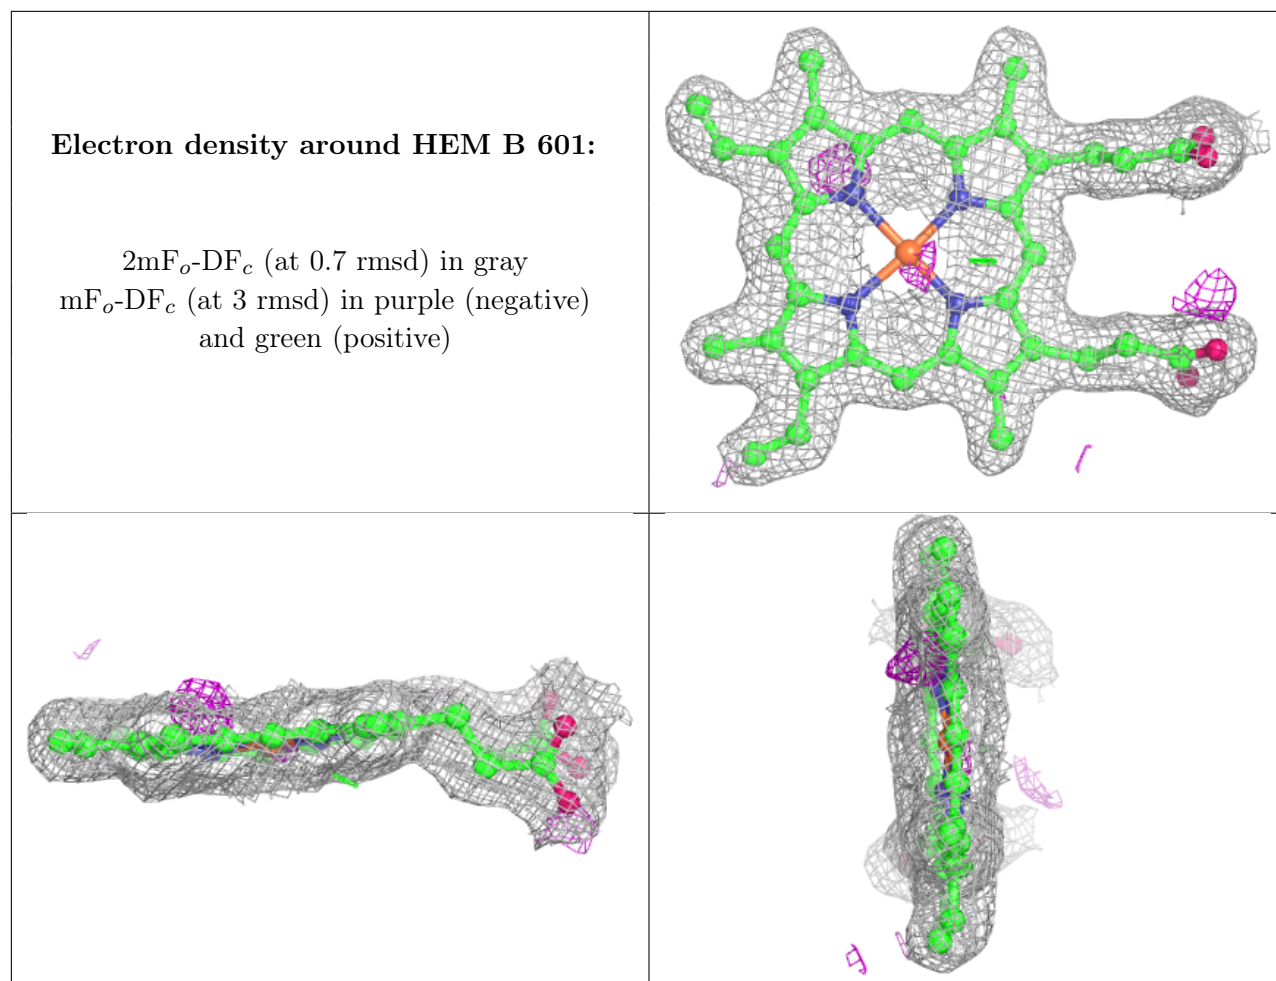 Electron density around HEM B 601:
2mFo-DFc (at 0.7 rmsd) in gray
mFo-DFc (at 3 rmsd) in purple (negative)
and green (positive)